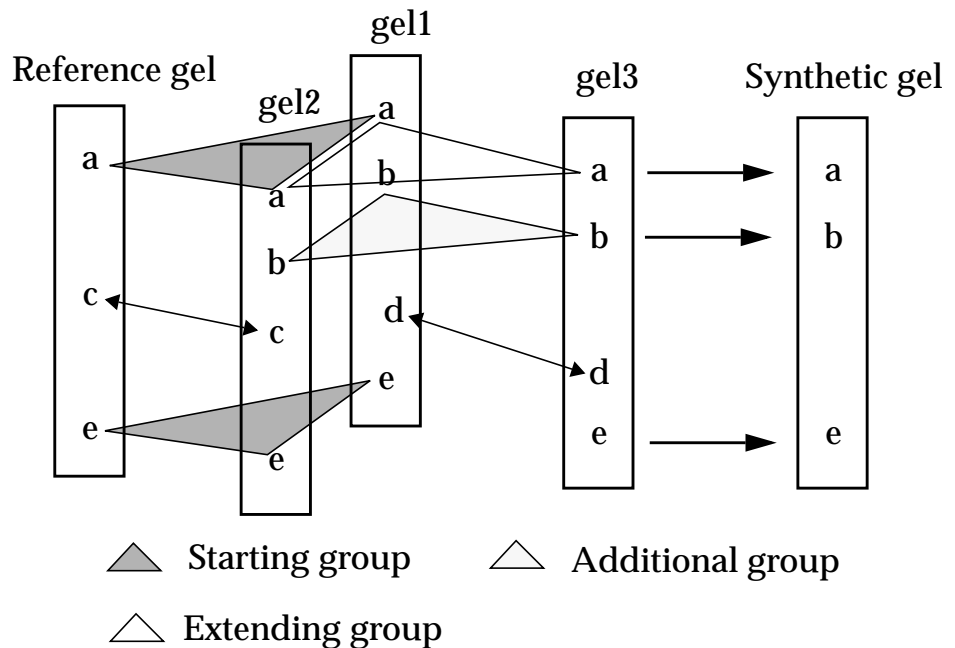 gel1
Reference gel
gel2
gel3
Synthetic gel
a
a
a
a
a
b
b
b
b
c
c
d
d
e
e
e
e
e
Starting group
Additional group
Extending group